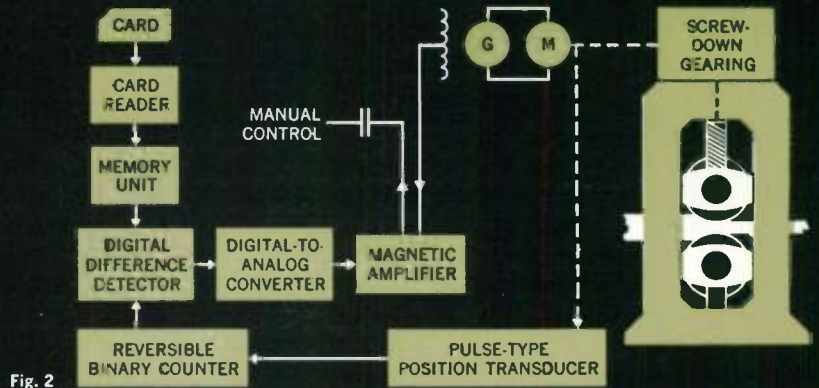 CARD
CARD
READER
MEMORY
UNIT
DIGITAL
DIFFERENCE
DETECTOR
DIGITAL-TO-
ANALOG
CONVERTER
MAGNETIC
AMPLIFIER
MANUAL
CONTROL
G
M
SCREW-
DOWN
GEARING
REVERSIBLE
BINARY COUNTER
PULSE-TYPE
POSITION TRANSDUCER
Fig. 2